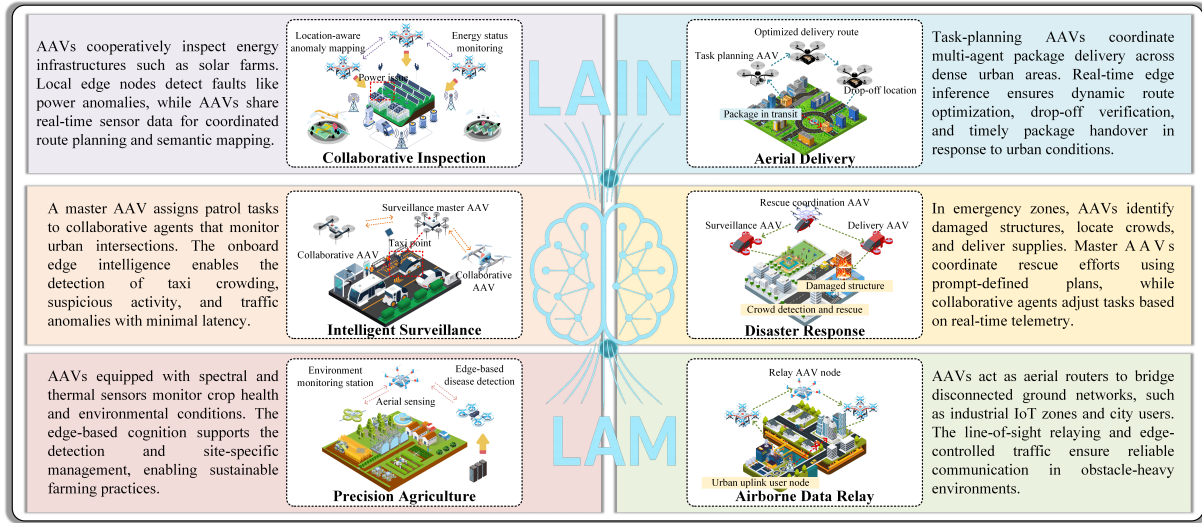 AAVs cooperatively inspect energy
infrastructures such as solar farms.
Local edge nodes detect faults like
power anomalies, while AAVs share
real-time sensor data for coordinated
route planning and semantic mapping.
Location-aware
anomaly mapping
Energy status
monitoring
Power issue
Collaborative Inspection
LAIN
Optimized delivery route
Task planning AAV
Drop-off location
Package in transit
Aerial Delivery
Task-planning AAVs coordinate
multi-agent package delivery across
dense urban areas. Real-time edge
inference ensures dynamic route
optimization, drop-off verification,
and timely package handover in
response to urban conditions.
A master AAV assigns patrol tasks
to collaborative agents that monitor
urban intersections. The onboard
edge intelligence enables the
detection of taxi crowding,
suspicious activity, and traffic
anomalies with minimal latency.
Surveillance master AAV
Taxi point
Collaborative AAV
Collaborative
AAV
Intelligent Surveillance
Rescue coordination AAV
Surveillance AAV
Delivery AAV
Damaged structure
Crowd detection and rescue
Disaster Response
In emergency zones, AAVs identify
damaged structures, locate crowds,
and deliver supplies. Master A A V s
coordinate rescue efforts using
prompt-defined plans, while
collaborative agents adjust tasks based
on real-time telemetry.
AAVs equipped with spectral and
thermal sensors monitor crop health
and environmental conditions. The
edge-based cognition supports the
detection and site-specific
management, enabling sustainable
farming practices.
Environment
monitoring station
Edge-based
disease detection
Aerial sensing
Precision Agriculture
LAM
Relay AAV node
Urban uplink user node
Airborne Data Relay
AAVs act as aerial routers to bridge
disconnected ground networks, such
as industrial IoT zones and city users.
The line-of-sight relaying and edge-
controlled traffic ensure reliable
communication in obstacle-heavy
environments.